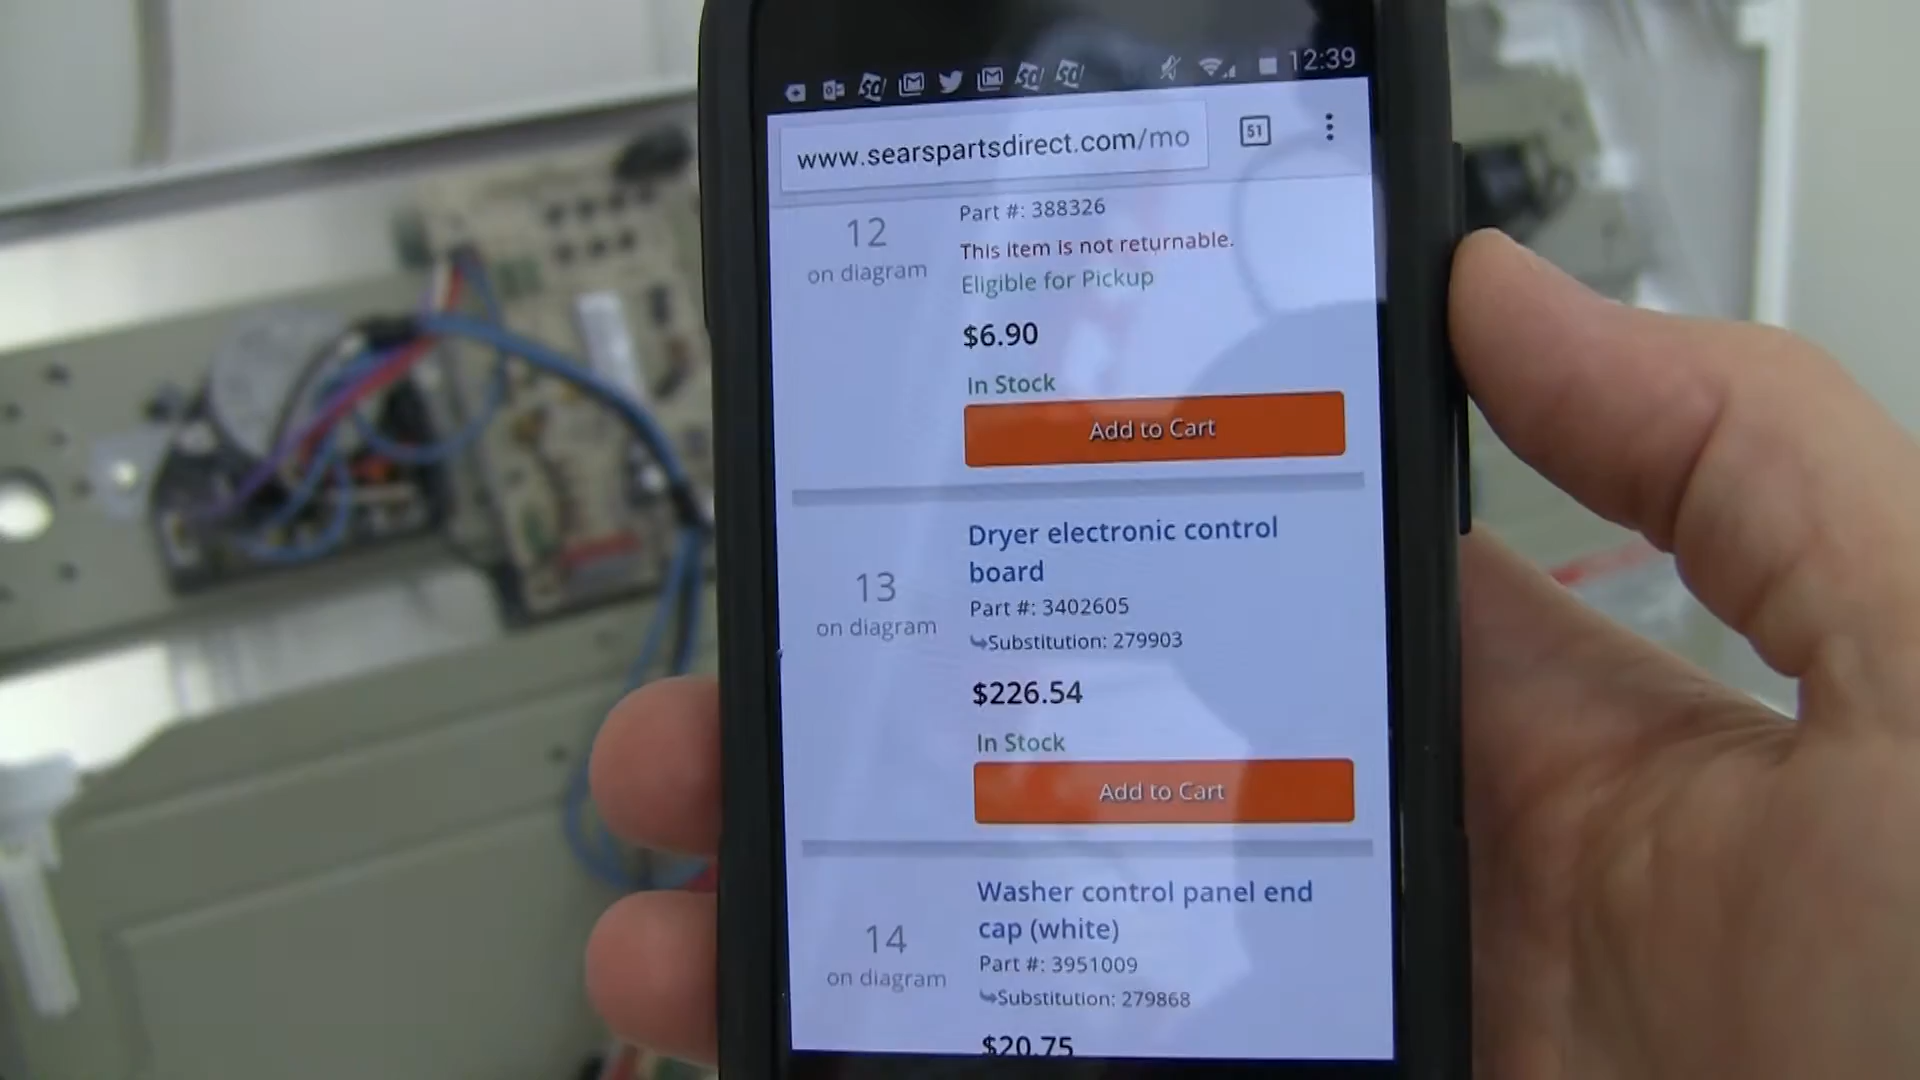 12:39
www.searspartsdirect.com/mo
51
12
on diagram
Part #: 388326
This item is not returnable.
Eligible for Pickup
$6.90
In Stock
Add to Cart
13
on diagram
Dryer electronic control
board
Part #: 3402605
↪Substitution: 279903
$226.54
In Stock
Add to Cart
14
on diagram
Washer control panel end
cap (white)
Part #: 3951009
↪Substitution: 279868
$20.75